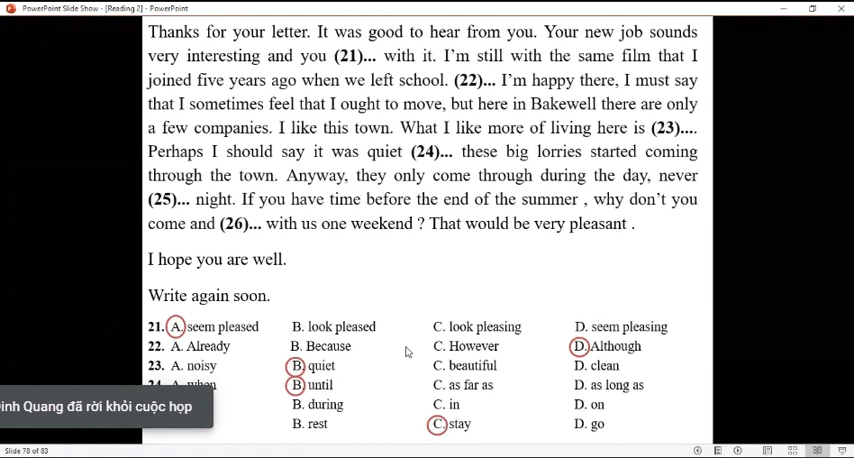 PowerPoint Slide Show - [Reading 2] - PowerPoint
Thanks for your letter. It was good to hear from you. Your new job sounds
very interesting and you (21)... with it. I'm still with the same film that I
joined five years ago when we left school. (22)... I'm happy there, I must say
that I sometimes feel that I ought to move, but here in Bakewell there are only
a few companies. I like this town. What I like more of living here is (23)....
Perhaps I should say it was quiet (24)... these big lorries started coming
through the town. Anyway, they only come through during the day, never
(25)... night. If you have time before the end of the summer , why don't you
come and (26)... with us one weekend ? That would be very pleasant .
I hope you are well.
Write again soon.
21. A. seem pleased B. look pleased C. look pleasing D. seem pleasing
22. A. Already B. Because C. However D. Although
23. A. noisy B. quiet C. beautiful D. clean
24. A. when B. until C. as far as D. as long as
Đinh Quang đã rời khỏi cuộc họp
B. during C. in D. on
B. rest C. stay D. go
Slide 78 of 83